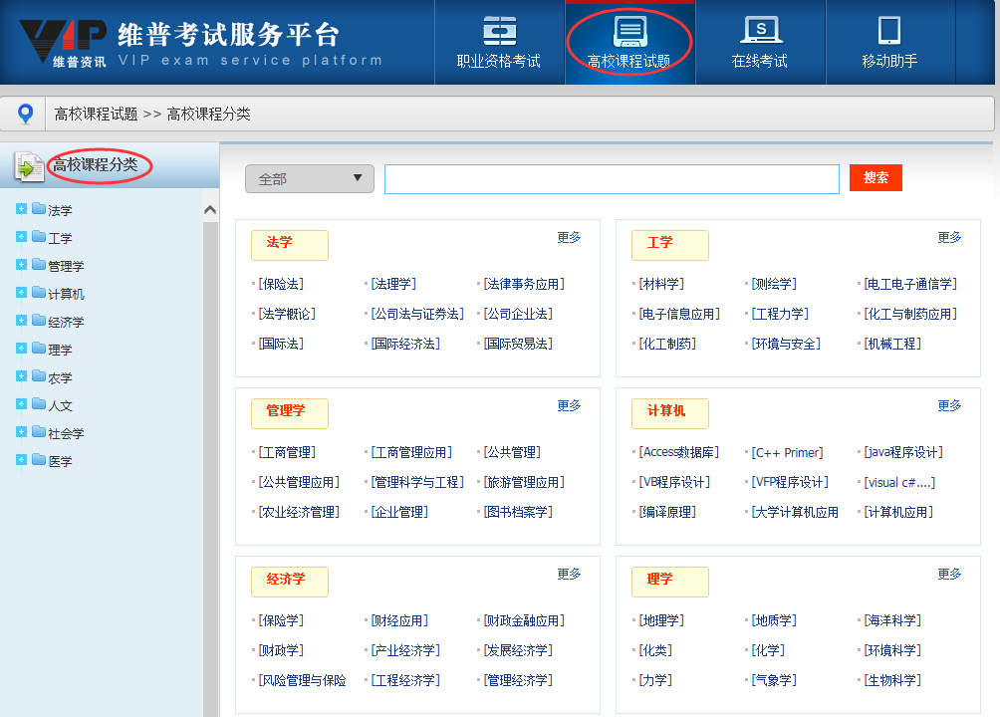 VIP 维普考试服务平台
维普资讯 VIP exam service platform
职业资格考试 高校课程试题 在线考试 移动助手
高校课程试题 >> 高校课程分类
高校课程分类
法学
工学
管理学
计算机
经济学
理学
农学
人文
社会学
医学
全部 搜索
法学 更多
[保险法] [法理学] [法律事务应用]
[法学概论] [公司法与证券法] [公司企业法]
[国际法] [国际经济法] [国际贸易法]
工学 更多
[材料学] [测绘学] [电工电子通信学]
[电子信息应用] [工程力学] [化工与制药应用]
[化工制药] [环境与安全] [机械工程]
管理学 更多
[工商管理] [工商管理应用] [公共管理]
[公共管理应用] [管理科学与工程] [旅游管理应用]
[农业经济管理] [企业管理] [图书档案学]
计算机 更多
[Access数据库] [C++ Primer] [java程序设计]
[VB程序设计] [VFP程序设计] [visual c#....]
[编译原理] [大学计算机应用 [计算机应用]
经济学 更多
[保险学] [财经应用] [财政金融应用]
[财政学] [产业经济学] [发展经济学]
[风险管理与保险 [工程经济学] [管理经济学]
理学 更多
[地理学] [地质学] [海洋科学]
[化类] [化学] [环境科学]
[力学] [气象学] [生物科学]